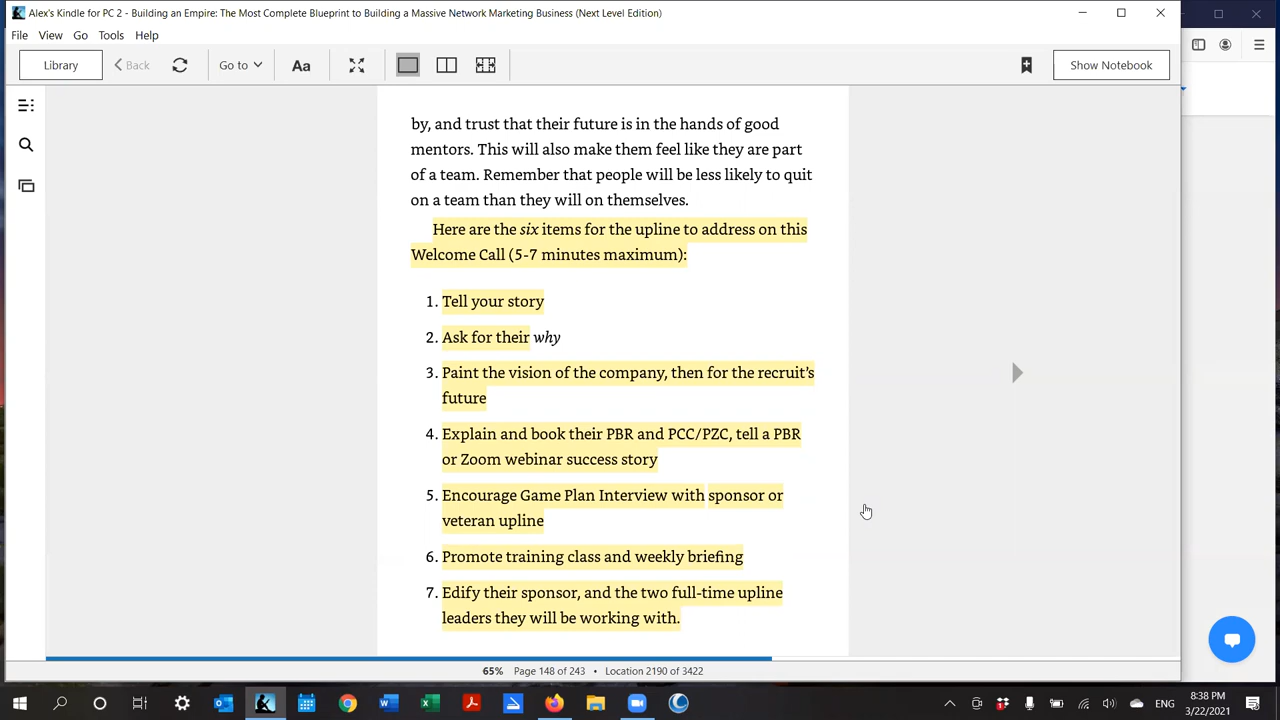 Alex's Kindle for PC 2 - Building an Empire: The Most Complete Blueprint to Building a Massive Network Marketing Business (Next Level Edition)
File View Go Tools Help
Library Back Go to Aa Show Notebook
by, and trust that their future is in the hands of good
mentors. This will also make them feel like they are part
of a team. Remember that people will be less likely to quit
on a team than they will on themselves.
Here are the six items for the upline to address on this
Welcome Call (5-7 minutes maximum):
1. Tell your story
2. Ask for their why
3. Paint the vision of the company, then for the recruit's
future
4. Explain and book their PBR and PCC/PZC, tell a PBR
or Zoom webinar success story
5. Encourage Game Plan Interview with sponsor or
veteran upline
6. Promote training class and weekly briefing
7. Edify their sponsor, and the two full-time upline
leaders they will be working with.
65% Page 148 of 243 • Location 2190 of 3422
ENG
8:38 PM
3/22/2021